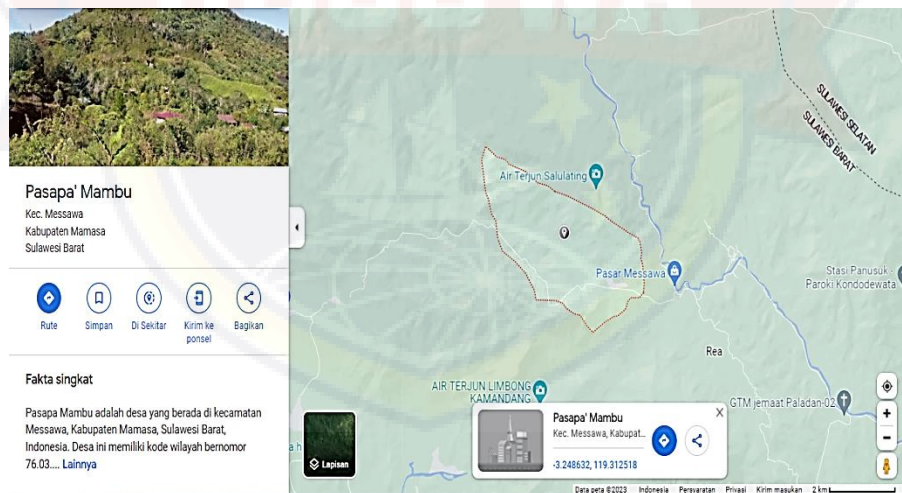 Pasapa' Mambu
Kec. Messawa
Kabupaten Mamasa
Sulawesi Barat
Rute
Simpan
Di Sekitar
Kirim ke
ponsel
Bagikan
Fakta singkat
Pasapa Mambu adalah desa yang berada di kecamatan
Messawa, Kabupaten Mamasa, Sulawesi Barat,
Indonesia. Desa ini memiliki kode wilayah bernomor
76.03.... Lainnya
SULAWESI SELATAN
SULAWESI BARAT
Air Terjun Salulating
Pasar Messawa
Stasi Panusuk -
Paroki Kondodewata
Rea
AIR TERJUN LIMBONG
KAMANDANG
GTM jemaat Paladan-02
Lapisan
Pasapa' Mambu
Kec. Messawa, Kabupat...
-3.248632, 119.312518
X
Data peta ©2023 Indonesia Persyaratan Privasi Kirim masukan 2 km